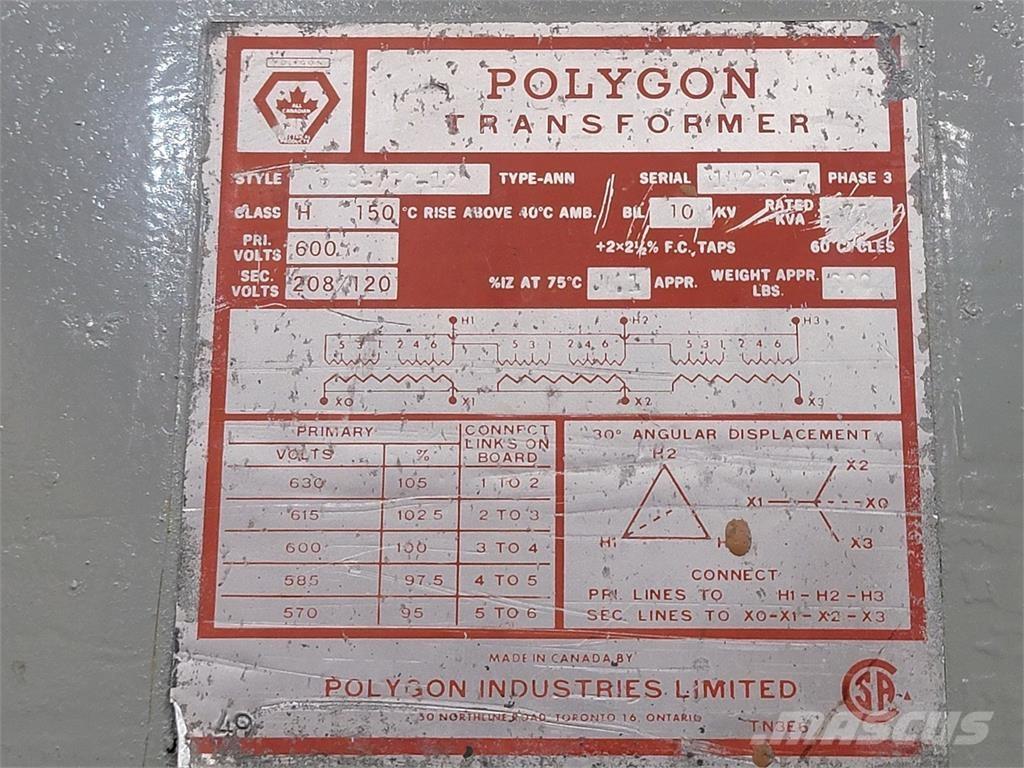 POLYGON
ALL CANADIAN
POLYGON
TRANSFORMER
STYLE TYPE-ANN SERIAL PHASE 3
CLASS H 150 °C RISE ABOVE 40°C AMB. BIL 10 KV RATED KVA
PRI. VOLTS 600 +2×2½% F.C. TAPS 60 CYCLES
SEC. VOLTS 208/120 %IZ AT 75°C APPR. WEIGHT APPR. LBS.
H1 H2 H3
5 3 1 2 4 6 5 3 1 2 4 6 5 3 1 2 4 6
X0 X1 X2 X3
PRIMARY CONNECT LINKS ON BOARD
VOLTS %
630 105 1 TO 2
615 102.5 2 TO 3
600 100 3 TO 4
585 97.5 4 TO 5
570 95 5 TO 6
30° ANGULAR DISPLACEMENT
H2 X2
X1 X0
H1 H X3
CONNECT
PRI. LINES TO H1-H2-H3
SEC. LINES TO X0-X1-X2-X3
MADE IN CANADA BY
POLYGON INDUSTRIES LIMITED
50 NORTHLINE ROAD, TORONTO 16, ONTARIO
TN3E6
SA
MASCUS